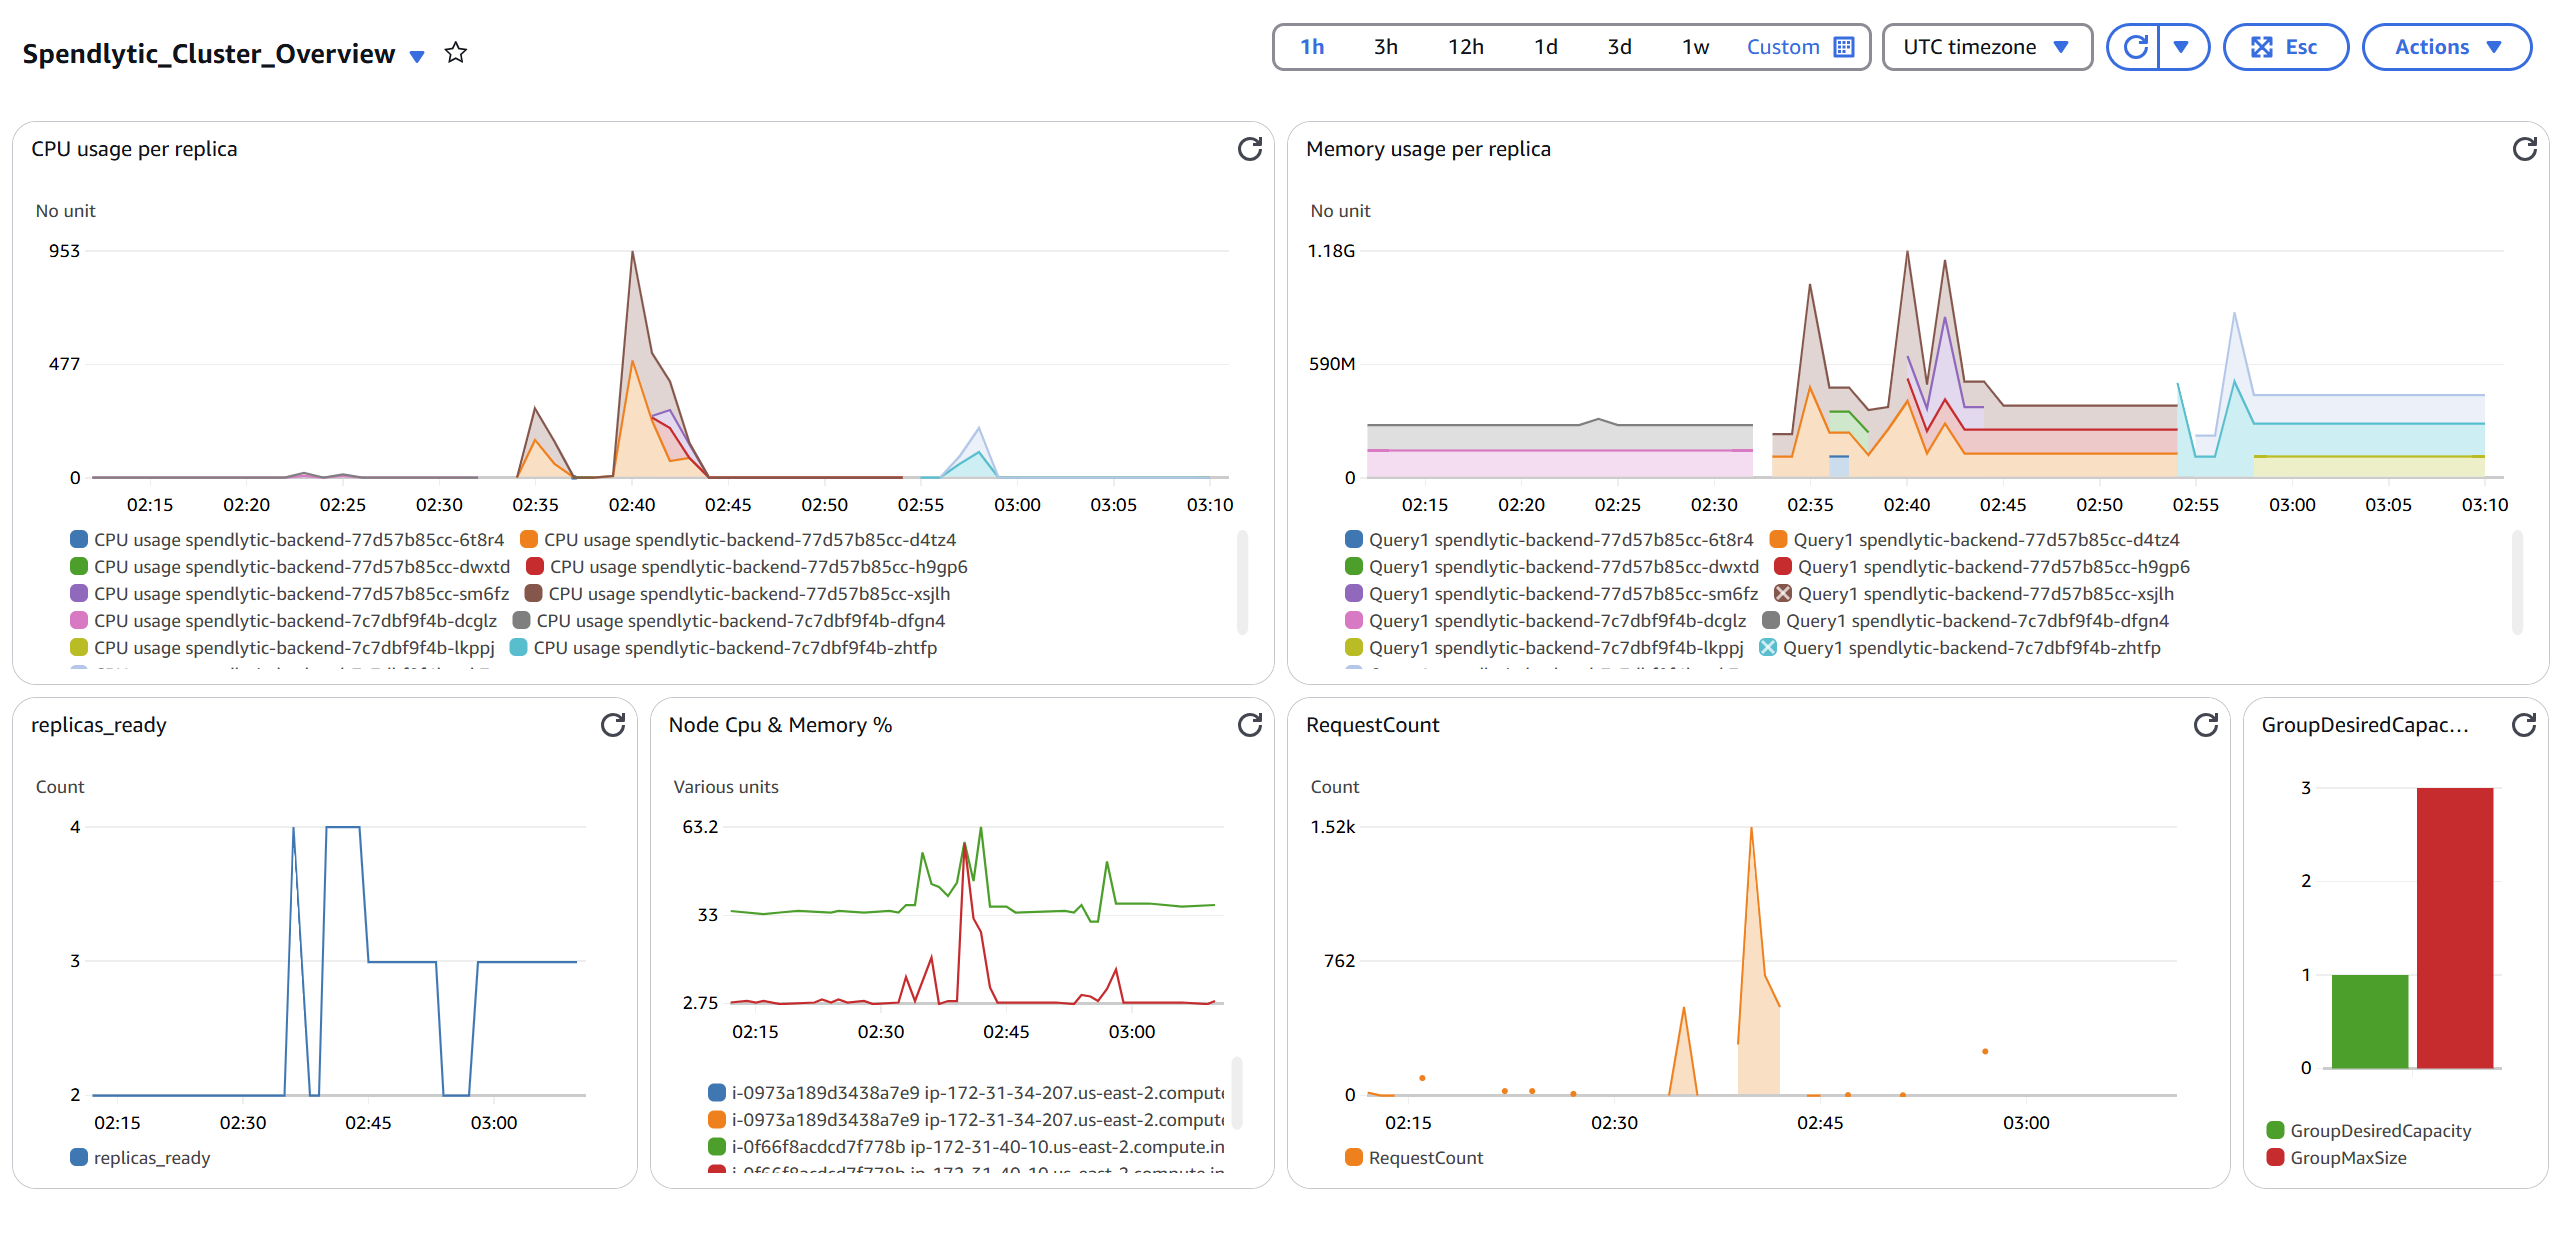 Spendlytic_Cluster_Overview
1h 3h 12h 1d 3d 1w Custom
UTC timezone
Esc
Actions
CPU usage per replica
No unit
953
477
0
02:15 02:20 02:25 02:30 02:35 02:40 02:45 02:50 02:55 03:00 03:05 03:10
CPU usage spendlytic-backend-77d57b85cc-6t8r4 CPU usage spendlytic-backend-77d57b85cc-d4tz4
CPU usage spendlytic-backend-77d57b85cc-dwxtd CPU usage spendlytic-backend-77d57b85cc-h9gp6
CPU usage spendlytic-backend-77d57b85cc-sm6fz CPU usage spendlytic-backend-77d57b85cc-xsjlh
CPU usage spendlytic-backend-7c7dbf9f4b-dcglz CPU usage spendlytic-backend-7c7dbf9f4b-dfgn4
CPU usage spendlytic-backend-7c7dbf9f4b-lkppj CPU usage spendlytic-backend-7c7dbf9f4b-zhtfp
Memory usage per replica
No unit
1.18G
590M
0
02:15 02:20 02:25 02:30 02:35 02:40 02:45 02:50 02:55 03:00 03:05 03:10
Query1 spendlytic-backend-77d57b85cc-6t8r4 Query1 spendlytic-backend-77d57b85cc-d4tz4
Query1 spendlytic-backend-77d57b85cc-dwxtd Query1 spendlytic-backend-77d57b85cc-h9gp6
Query1 spendlytic-backend-77d57b85cc-sm6fz Query1 spendlytic-backend-77d57b85cc-xsjlh
Query1 spendlytic-backend-7c7dbf9f4b-dcglz Query1 spendlytic-backend-7c7dbf9f4b-dfgn4
Query1 spendlytic-backend-7c7dbf9f4b-lkppj Query1 spendlytic-backend-7c7dbf9f4b-zhtfp
replicas_ready
Count
4
3
2
02:15 02:30 02:45 03:00
replicas_ready
Node Cpu & Memory %
Various units
63.2
33
2.75
02:15 02:30 02:45 03:00
i-0973a189d3438a7e9 ip-172-31-34-207.us-east-2.compute
i-0973a189d3438a7e9 ip-172-31-34-207.us-east-2.compute
i-0f66f8acdcd7f778b ip-172-31-40-10.us-east-2.compute.in
i-0f66f8acdcd7f778b ip-172-31-40-10.us-east-2.compute.in
RequestCount
Count
1.52k
762
0
02:15 02:30 02:45 03:00
RequestCount
GroupDesiredCapac...
3
2
1
0
GroupDesiredCapacity
GroupMaxSize